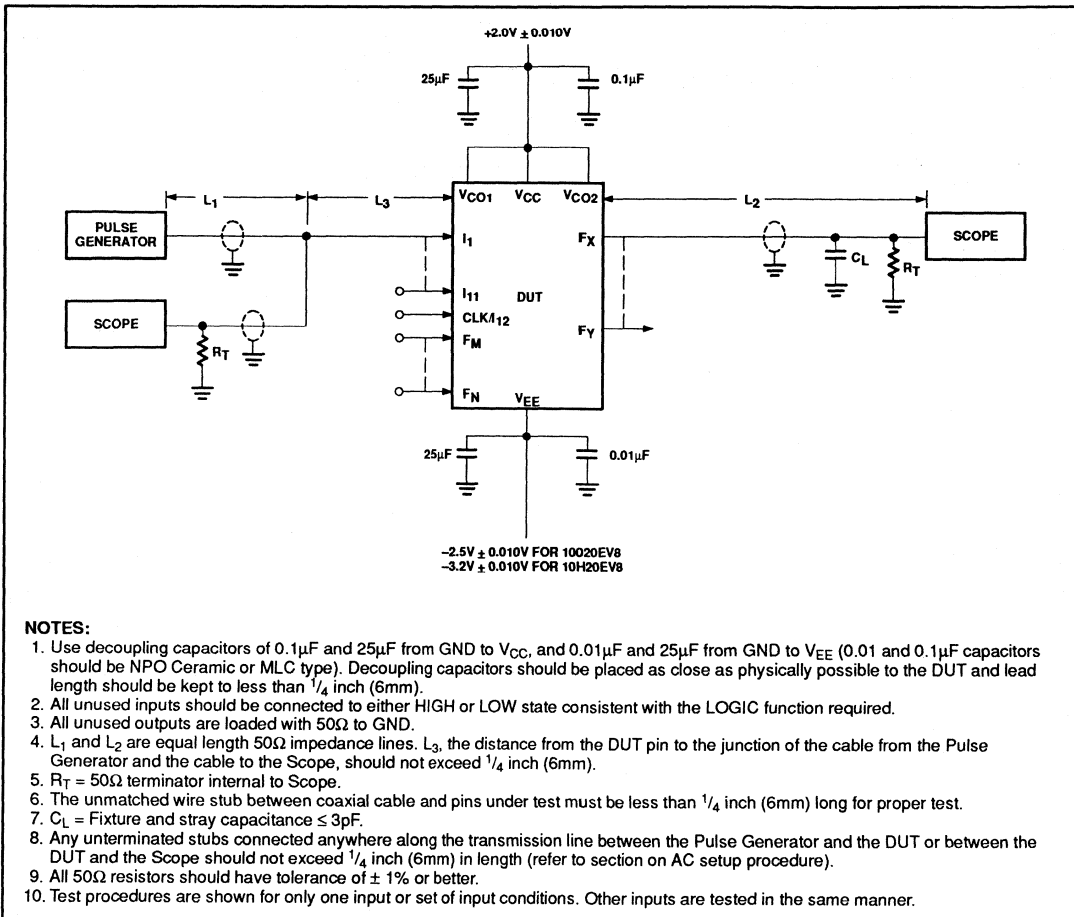 +2.0V ± 0.010V
25µF
0.1µF
L₁
L₃
VCO1
VCC
VCO2
L₂
PULSE
GENERATOR
I₁
FX
SCOPE
CL
RT
I₁₁
DUT
SCOPE
CLK/I₁₂
FM
FY
RT
FN
VEE
25µF
0.01µF
–2.5V ± 0.010V FOR 10020EV8
–3.2V ± 0.010V FOR 10H20EV8
NOTES:
1. Use decoupling capacitors of 0.1µF and 25µF from GND to VCC, and 0.01µF and 25µF from GND to VEE (0.01 and 0.1µF capacitors
should be NPO Ceramic or MLC type). Decoupling capacitors should be placed as close as physically possible to the DUT and lead
length should be kept to less than 1/4 inch (6mm).
2. All unused inputs should be connected to either HIGH or LOW state consistent with the LOGIC function required.
3. All unused outputs are loaded with 50Ω to GND.
4. L₁ and L₂ are equal length 50Ω impedance lines. L₃, the distance from the DUT pin to the junction of the cable from the Pulse
Generator and the cable to the Scope, should not exceed 1/4 inch (6mm).
5. RT = 50Ω terminator internal to Scope.
6. The unmatched wire stub between coaxial cable and pins under test must be less than 1/4 inch (6mm) long for proper test.
7. CL = Fixture and stray capacitance ≤ 3pF.
8. Any unterminated stubs connected anywhere along the transmission line between the Pulse Generator and the DUT or between the
DUT and the Scope should not exceed 1/4 inch (6mm) in length (refer to section on AC setup procedure).
9. All 50Ω resistors should have tolerance of ± 1% or better.
10. Test procedures are shown for only one input or set of input conditions. Other inputs are tested in the same manner.